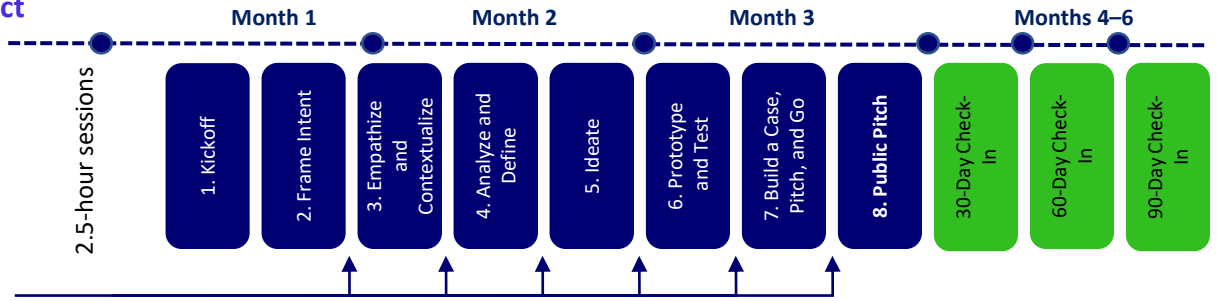 ct
Month 1
Month 2
Month 3
Months 4–6
2.5-hour sessions
1. Kickoff
2. Frame Intent
3. Empathize
and
Contextualize
4. Analyze and
Define
5. Ideate
6. Prototype
and Test
7. Build a Case,
Pitch, and Go
8. Public Pitch
30-Day Check-
In
60-Day Check-
In
90-Day Check-
In